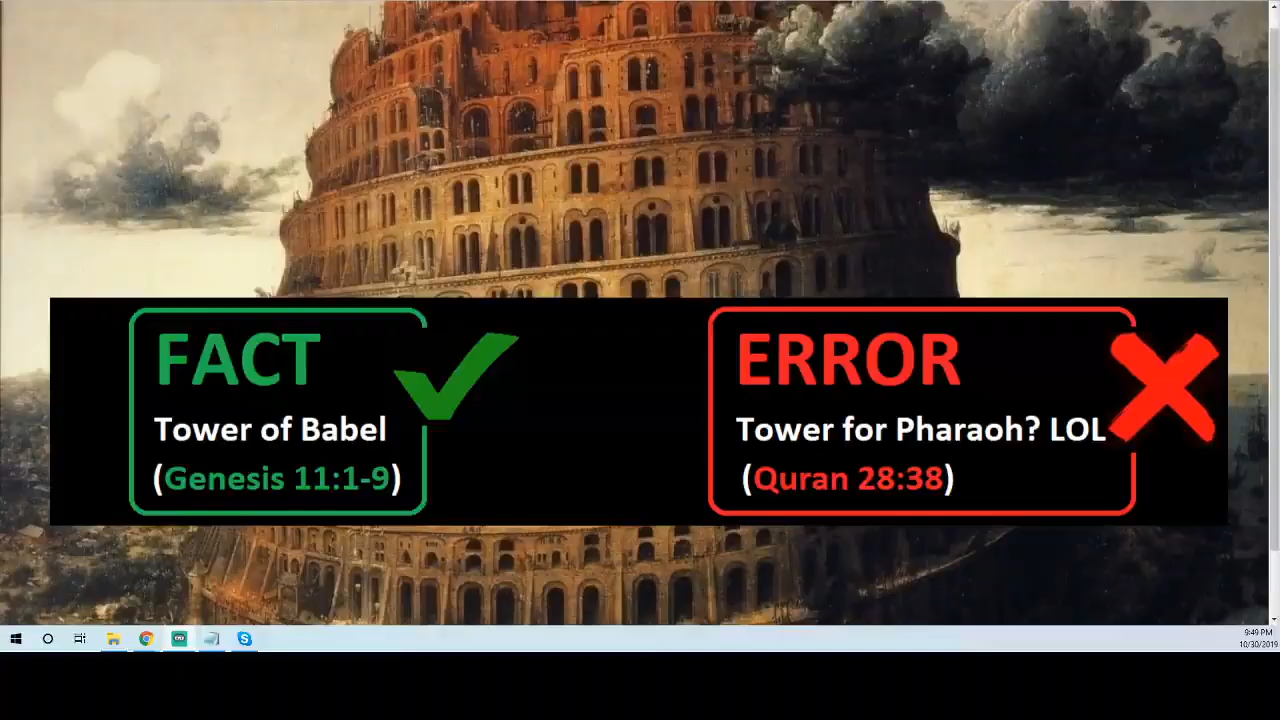 FACT
Tower of Babel
(Genesis 11:1-9)
ERROR
Tower for Pharaoh? LOL
(Quran 28:38)
9:49 PM
10/30/2019